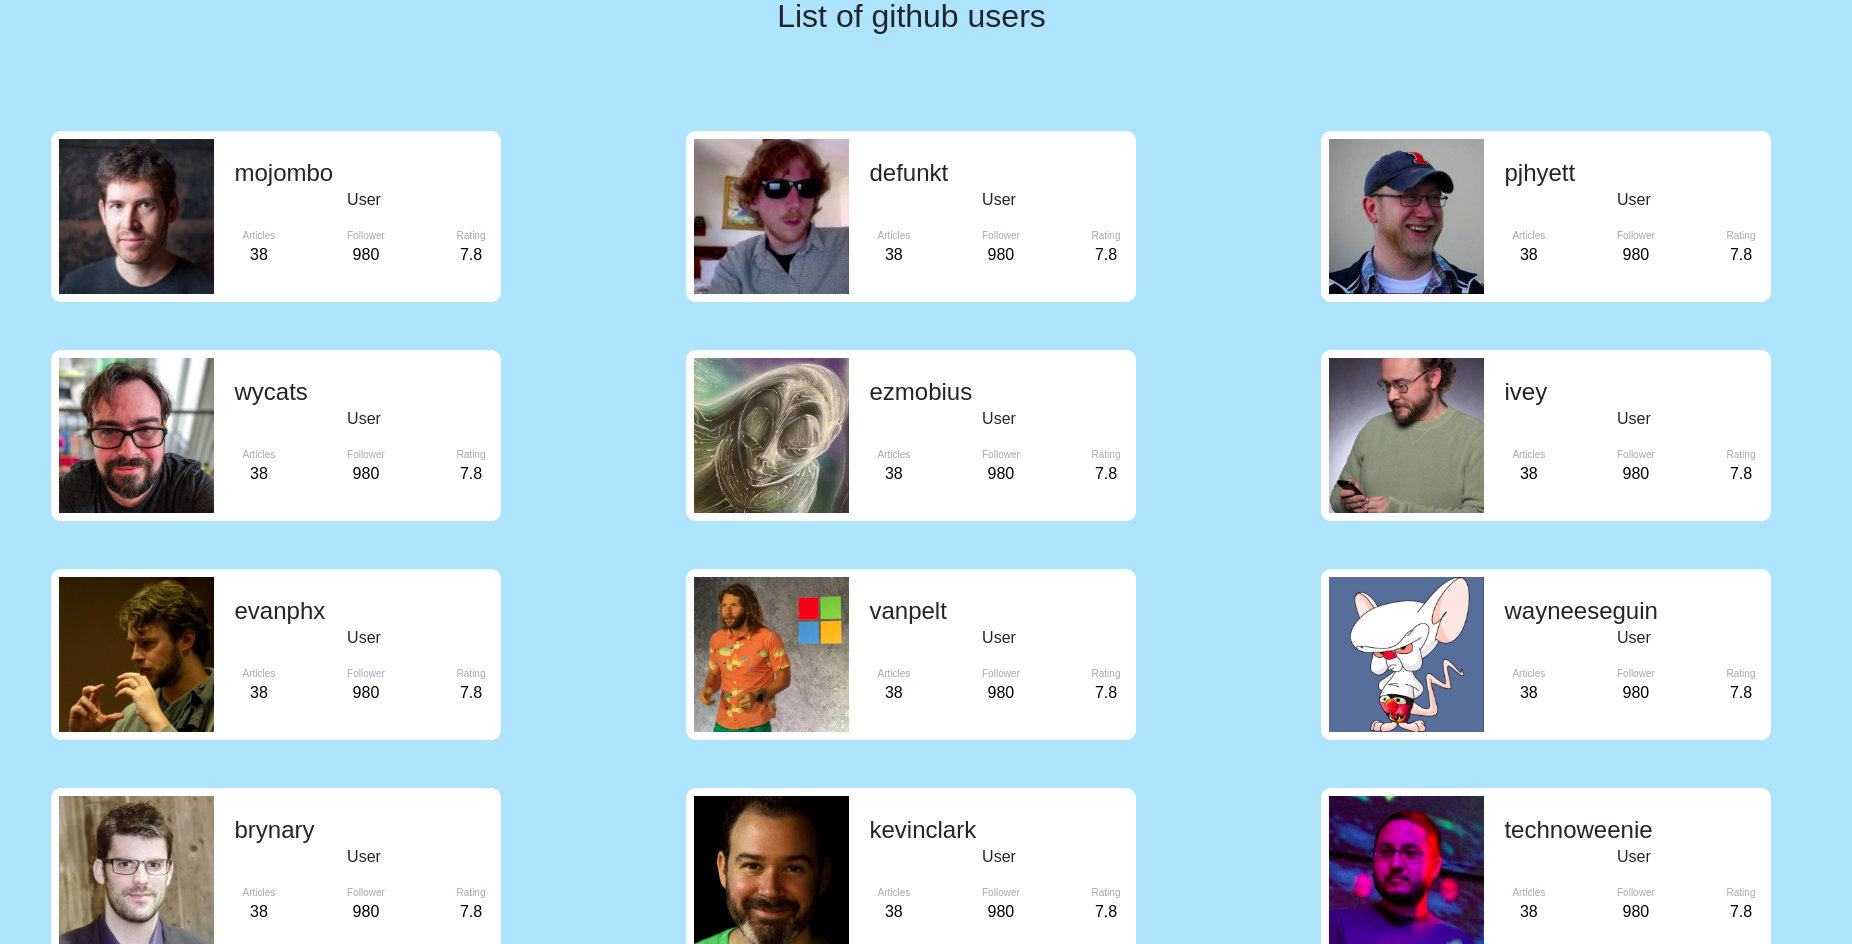 List of github users
mojombo
User
Articles Follower Rating
38 980 7.8
defunkt
User
Articles Follower Rating
38 980 7.8
pjhyett
User
Articles Follower Rating
38 980 7.8
wycats
User
Articles Follower Rating
38 980 7.8
ezmobius
User
Articles Follower Rating
38 980 7.8
ivey
User
Articles Follower Rating
38 980 7.8
evanphx
User
Articles Follower Rating
38 980 7.8
vanpelt
User
Articles Follower Rating
38 980 7.8
wayneeseguin
User
Articles Follower Rating
38 980 7.8
brynary
User
Articles Follower Rating
38 980 7.8
kevinclark
User
Articles Follower Rating
38 980 7.8
technoweenie
User
Articles Follower Rating
38 980 7.8